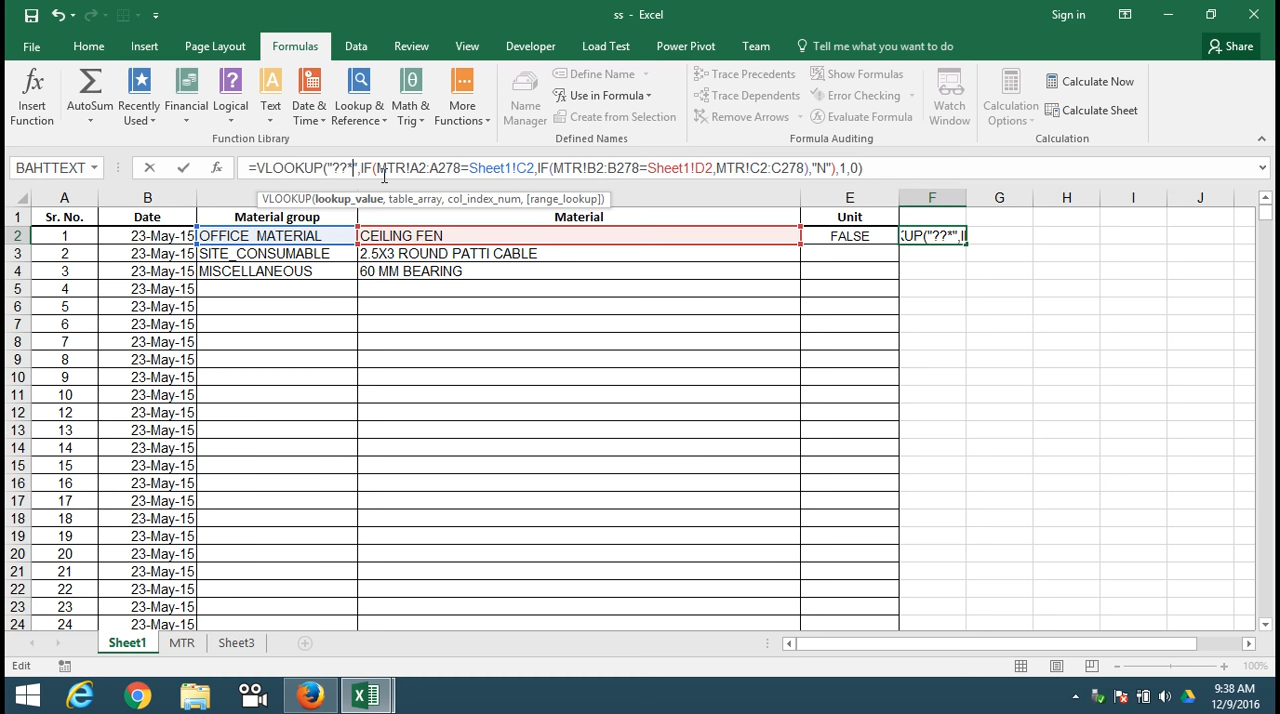 ss - Excel
Sign in
File Home Insert Page Layout Formulas Data Review View Developer Load Test Power Pivot Team Tell me what you want to do Share
Insert Function
AutoSum
Recently Used
Financial
Logical
Text
Date & Time
Lookup & Reference
Math & Trig
More Functions
Function Library
Name Manager
Define Name
Use in Formula
Create from Selection
Defined Names
Trace Precedents
Trace Dependents
Remove Arrows
Show Formulas
Error Checking
Evaluate Formula
Formula Auditing
Watch Window
Calculation Options
Calculate Now
Calculate Sheet
Calculation
BAHTTEXT fx =VLOOKUP("??*",IF(MTR!A2:A278=Sheet1!C2,IF(MTR!B2:B278=Sheet1!D2,MTR!C2:C278),"N"),1,0)
VLOOKUP(lookup_value, table_array, col_index_num, [range_lookup])
A B E F G H I J
1 Sr. No. Date Material group Material Unit
2 1 23-May-15 OFFICE_MATERIAL CEILING FEN FALSE KUP("??*",I
3 2 23-May-15 SITE_CONSUMABLE 2.5X3 ROUND PATTI CABLE
4 3 23-May-15 MISCELLANEOUS 60 MM BEARING
5 4 23-May-15
6 5 23-May-15
7 6 23-May-15
8 7 23-May-15
9 8 23-May-15
10 9 23-May-15
11 10 23-May-15
12 12 23-May-15
13 13 23-May-15
14 14 23-May-15
15 15 23-May-15
16 16 23-May-15
17 17 23-May-15
18 18 23-May-15
19 19 23-May-15
20 20 23-May-15
21 21 23-May-15
22 22 23-May-15
23 23 23-May-15
24 24 23-May-15
Sheet1 MTR Sheet3
Edit 100%
9:38 AM
12/9/2016